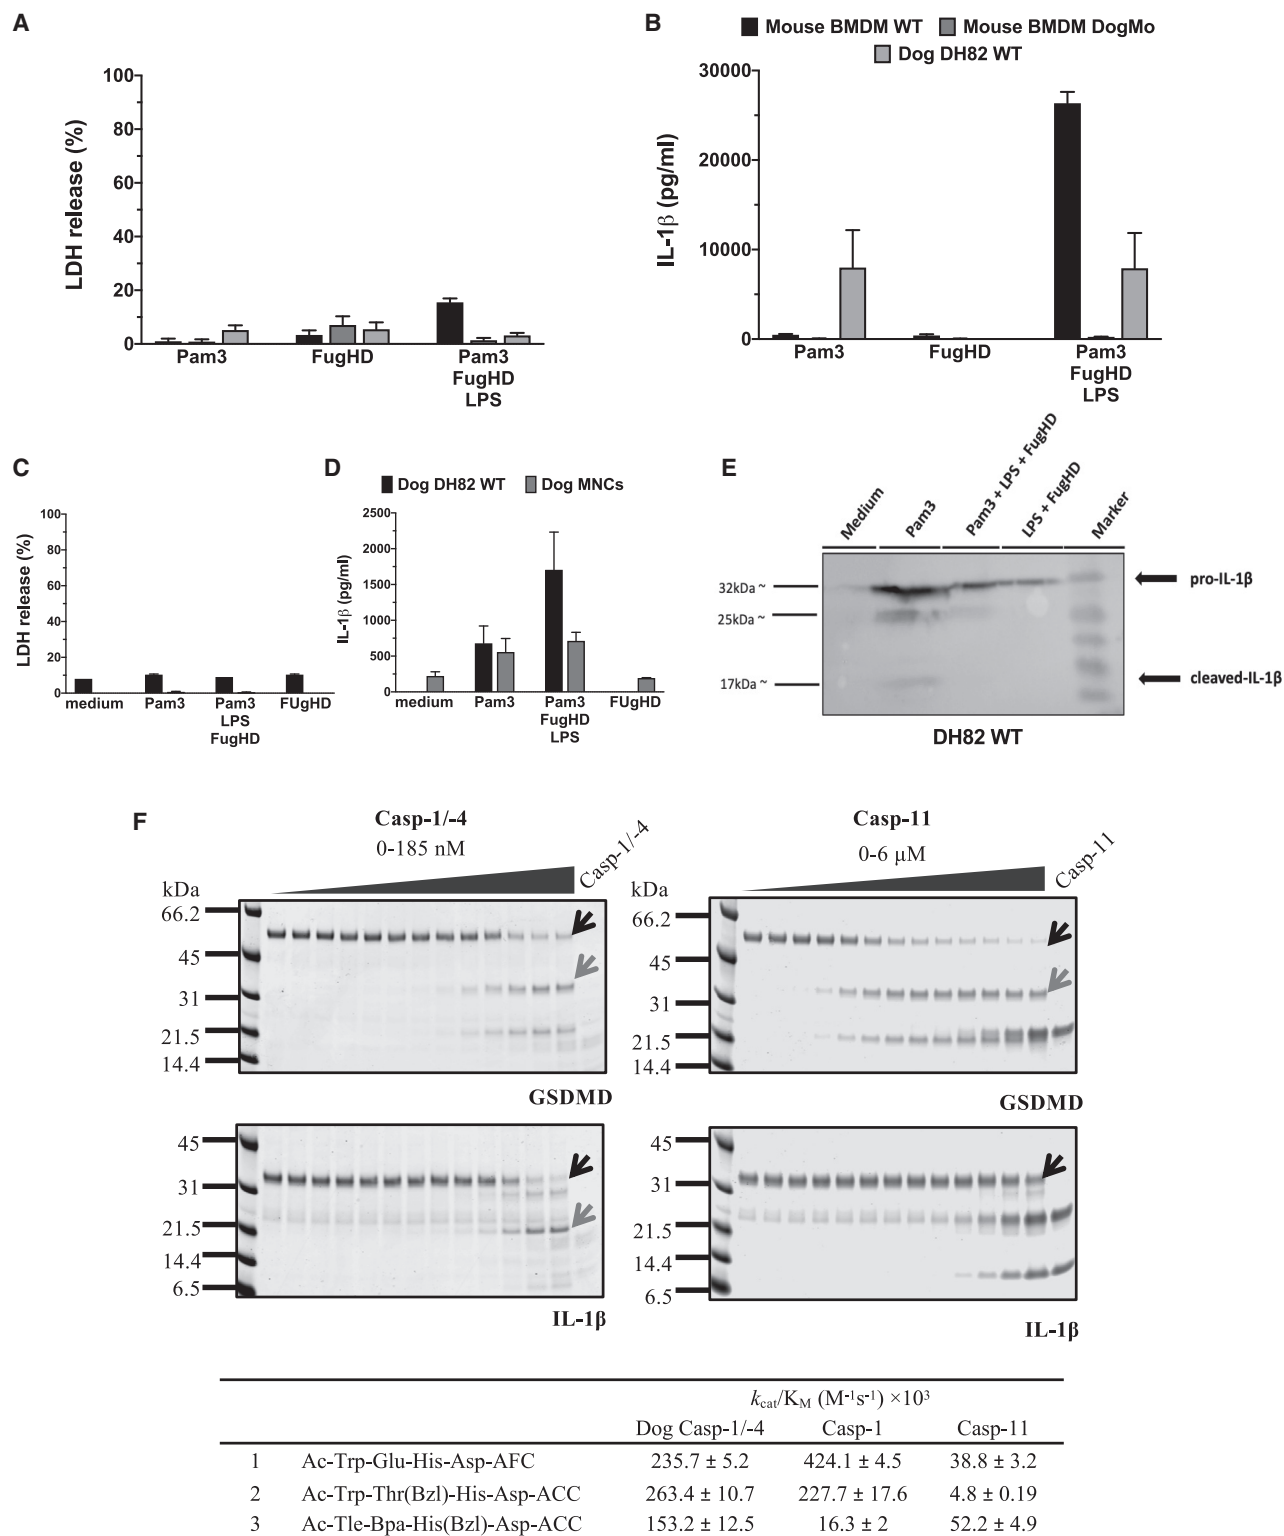 A
LDH release (%)
100
80
60
40
20
0
Pam3
FugHD
Pam3
FugHD
LPS
B
Mouse BMDM WT
Mouse BMDM DogMo
Dog DH82 WT
IL-1β (pg/ml)
30000
20000
10000
0
Pam3
FugHD
Pam3
FugHD
LPS
C
LDH release (%)
100
80
60
40
20
0
medium
Pam3
Pam3
LPS
FugHD
FUgHD
D
Dog DH82 WT
Dog MNCs
IL-1β (pg/ml)
2500
2000
1500
1000
500
0
medium
Pam3
Pam3
FugHD
LPS
FUgHD
E
Medium
Pam3
Pam3 + LPS + FugHD
LPS + FugHD
Marker
32kDa ~
25kDa ~
17kDa ~
pro-IL-1β
cleaved-IL-1β
DH82 WT
F
Casp-1/-4
0-185 nM
Casp-1/-4
kDa
66.2
45
31
21.5
14.4
GSDMD
Casp-11
0-6 μM
Casp-11
66.2
45
31
21.5
14.4
GSDMD
45
31
21.5
14.4
6.5
IL-1β
45
31
21.5
14.4
6.5
IL-1β
kcat/KM (M-1s-1) ×10³
Dog Casp-1/-4 Casp-1 Casp-11
1 Ac-Trp-Glu-His-Asp-AFC 235.7 ± 5.2 424.1 ± 4.5 38.8 ± 3.2
2 Ac-Trp-Thr(Bzl)-His-Asp-ACC 263.4 ± 10.7 227.7 ± 17.6 4.8 ± 0.19
3 Ac-Tle-Bpa-His(Bzl)-Asp-ACC 153.2 ± 12.5 16.3 ± 2 52.2 ± 4.9